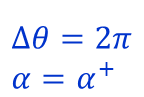 Δθ = 2π
α = α⁺